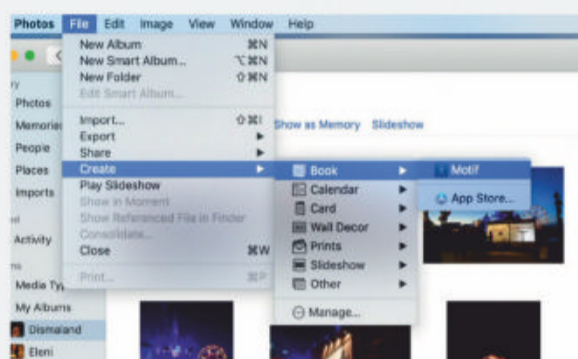 Photos File Edit Image View Window Help
New Album ⌘N
New Smart Album... ⌥⌘N
New Folder ⇧⌘N
Edit Smart Album...
Import... ⇧⌘I
Export
Share
Create
Play Slideshow
Show in Moment
Show Referenced File in Finder
Consolidate...
Close ⌘W
Print... ⌘P
Book
Calendar
Card
Wall Decor
Prints
Slideshow
Other
Manage...
Motif
App Store...
Show as Memory Slideshow
Photos
Memories
People
Places
Imports
Activity
Media Ty
My Albums
Dismaland
Eleni